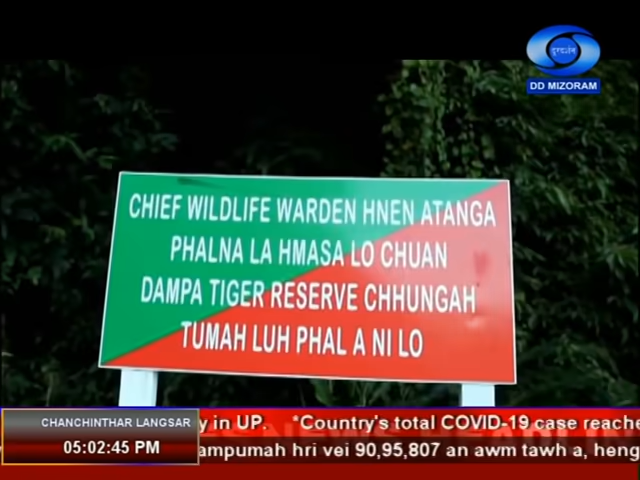 दूरदर्शन
DD MIZORAM
CHIEF WILDLIFE WARDEN HNEN ATANGA
PHALNA LA HMASA LO CHUAN
DAMPA TIGER RESERVE CHHUNGAH
TUMAH LUH PHAL A NI LO
CHANCHINTHAR LANGSAR
05:02:45 PM
y in UP. *Country's total COVID-19 case reache
ampumah hri vei 90,95,807 an awm tawh a, heng